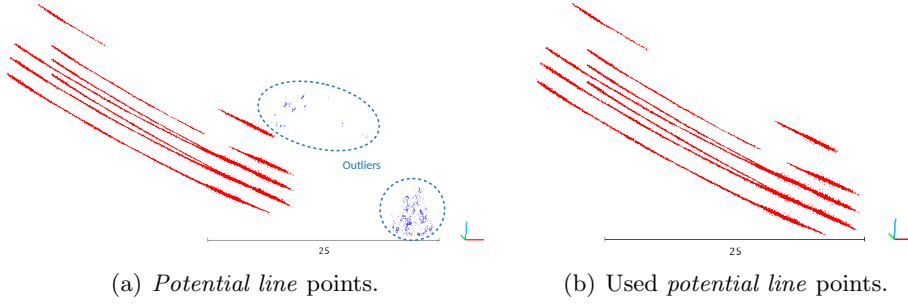 Outliers
25
25
(a) Potential line points.
(b) Used potential line points.